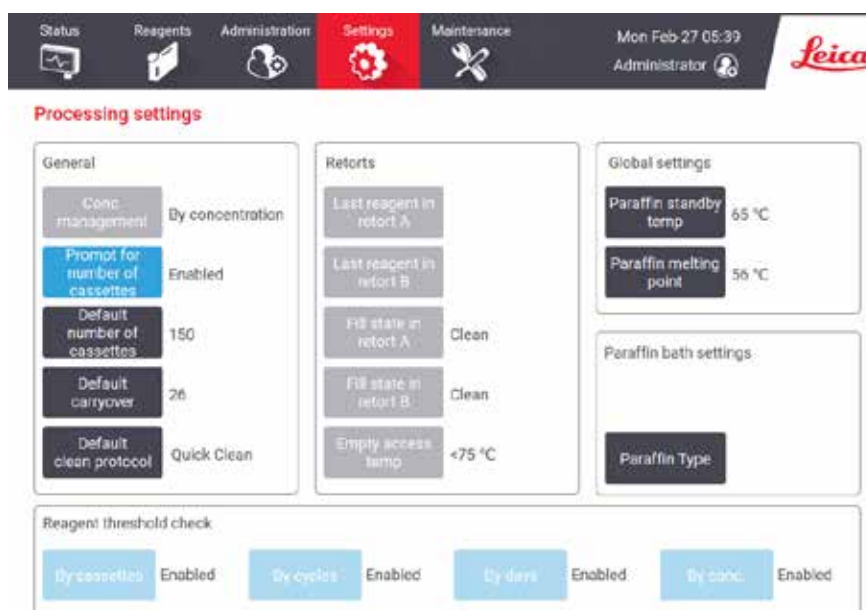 Status Reagents Administration Settings Maintenance
Mon Feb 27 05:39
Administrator
Leica
Processing settings
General
Conc.
management
By concentration
Prompt for
number of
cassettes
Enabled
Default
number of
cassettes
150
Default
carryover
26
Default
clean protocol
Quick Clean
Retorts
Last reagent in
retort A
Last reagent in
retort B
Fill state in
retort A
Clean
Fill state in
retort B
Clean
Empty access
temp
<75 °C
Global settings
Paraffin standby
temp
65 °C
Paraffin melting
point
56 °C
Paraffin bath settings
Paraffin Type
Reagent threshold check
By cassettes Enabled By cycles Enabled By days Enabled By conc. Enabled